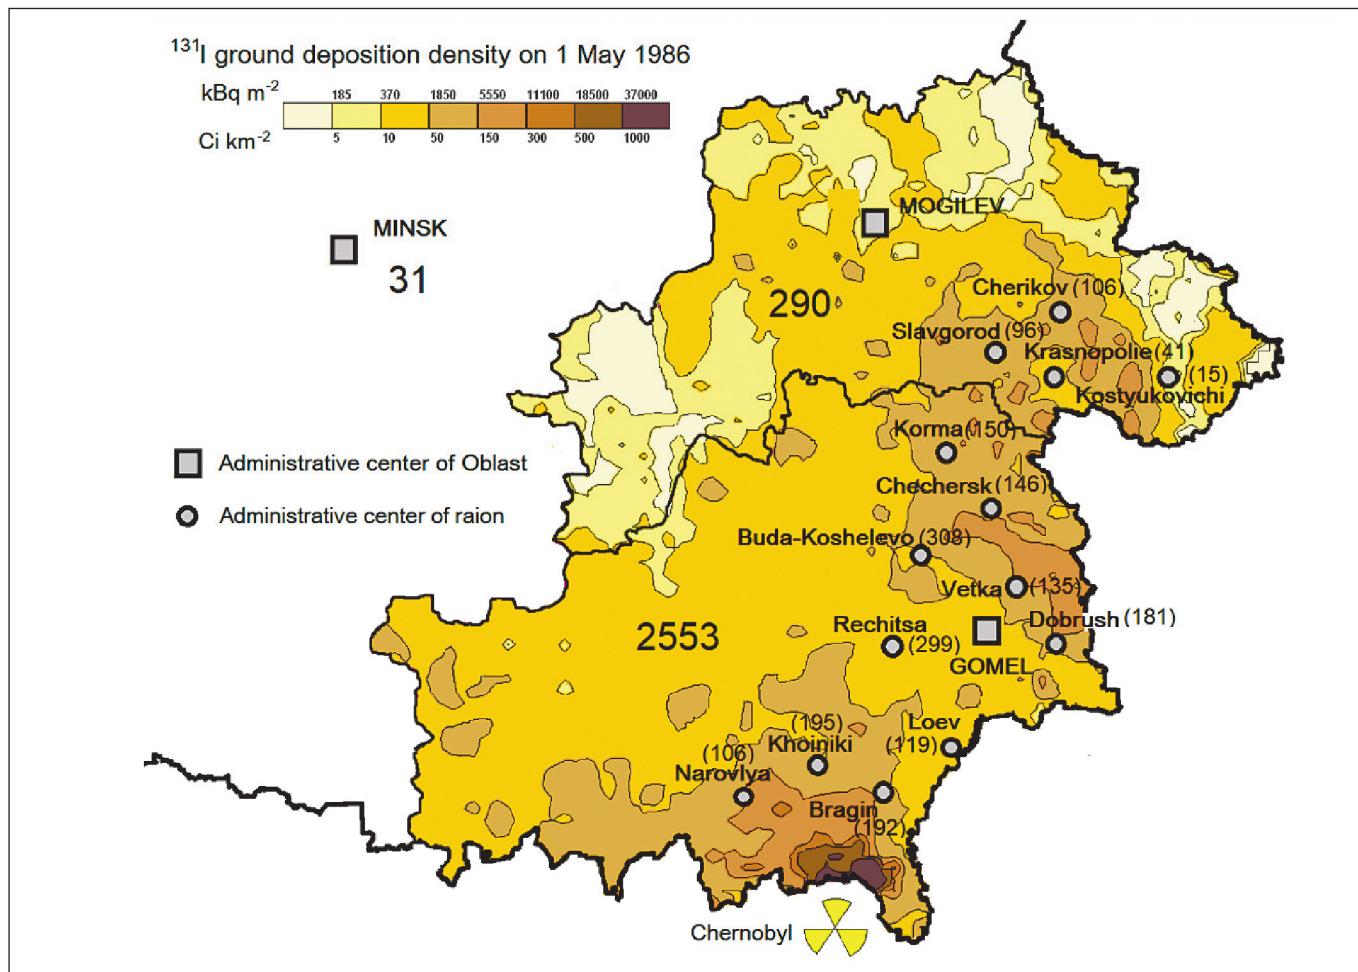 ¹³¹I ground deposition density on 1 May 1986
kBq m⁻²
185 370 1850 5550 11100 18500 37000
Ci km⁻²
5 10 50 150 300 500 1000
MINSK
31
MOGILEV
290
Cherikov (106)
Slavgorod (96)
Krasnopolie (41)
(15)
Kostyukovichi
Korma (150)
Administrative center of Oblast
Chechersk (146)
Administrative center of raion
Buda-Koshelevo (308)
Vetka (135)
Dobrush (181)
Rechitsa
(299)
2553
GOMEL
Loev
(119)
(195)
Khoiniki
(106)
Narovlya
Bragin
(192)
Chernobyl